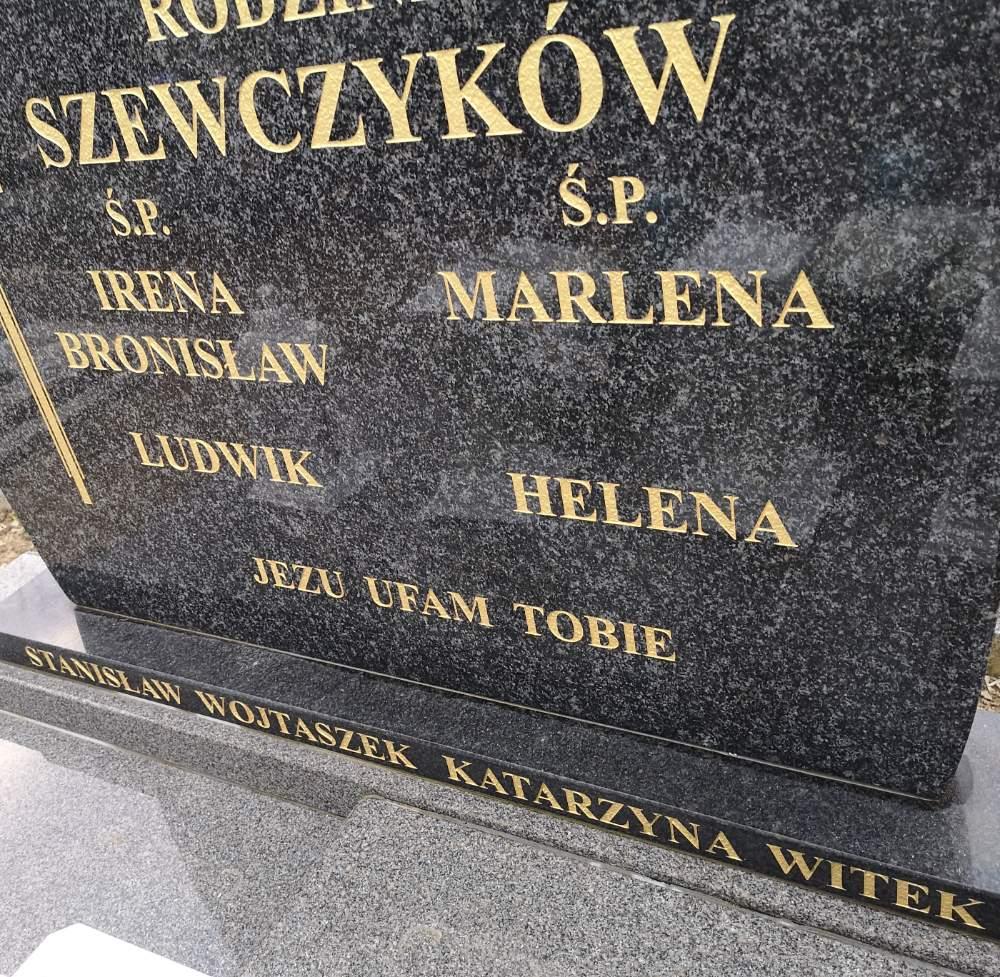 SZEWCZYKÓW
Ś.P. Ś.P.
IRENA MARLENA
BRONISŁAW
LUDWIK HELENA
JEZU UFAM TOBIE
STANISŁAW WOJTASZEK KATARZYNA WITEK